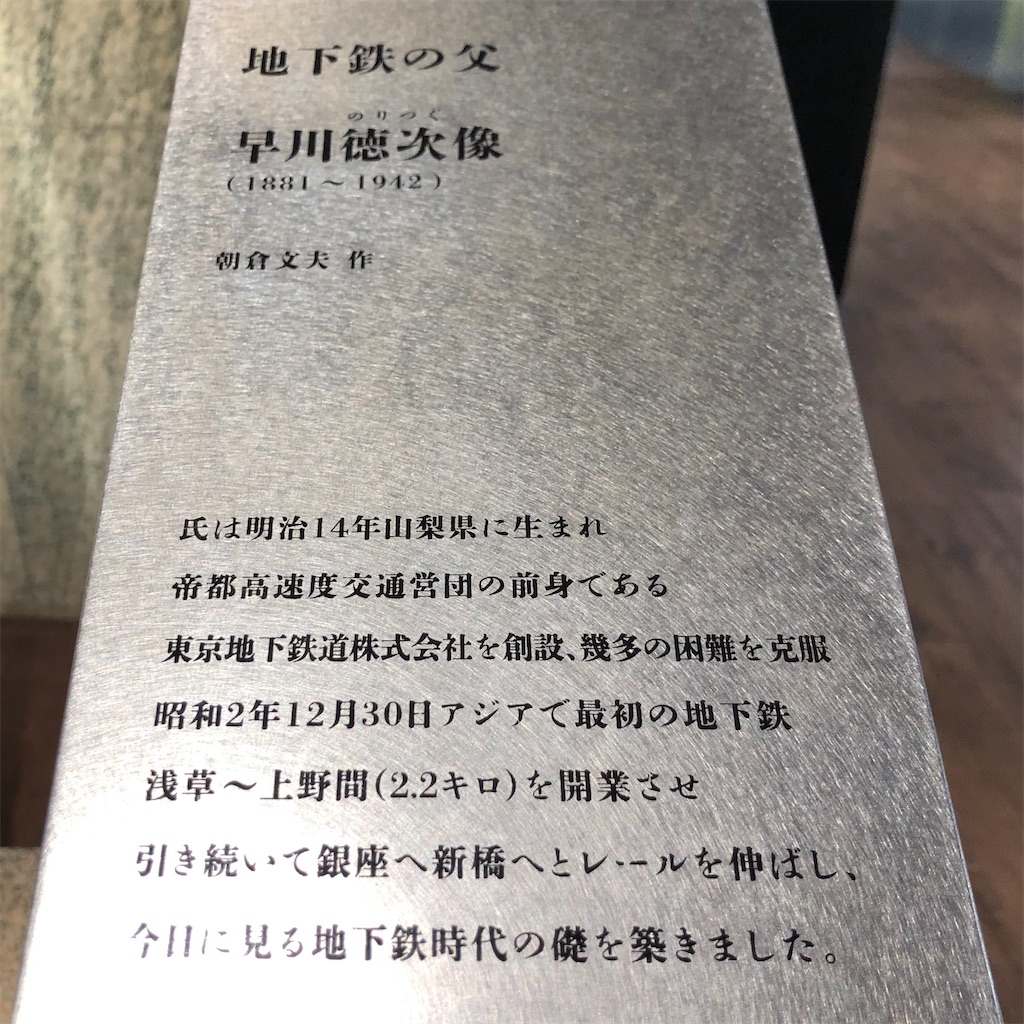 地下鉄の父
のりつぐ
早川徳次像
(1881〜1942)
朝倉文夫 作
氏は明治14年山梨県に生まれ
帝都高速度交通営団の前身である
東京地下鉄道株式会社を創設、幾多の困難を克服
昭和2年12月30日アジアで最初の地下鉄
浅草〜上野間(2.2キロ)を開業させ
引き続いて銀座へ新橋へとレールを伸ばし、
今日に見る地下鉄時代の礎を築きました。